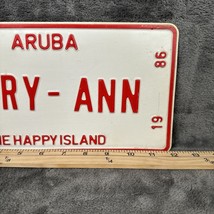 ARUBA
86
RY- ANN
19
HE HAPPY ISLAND